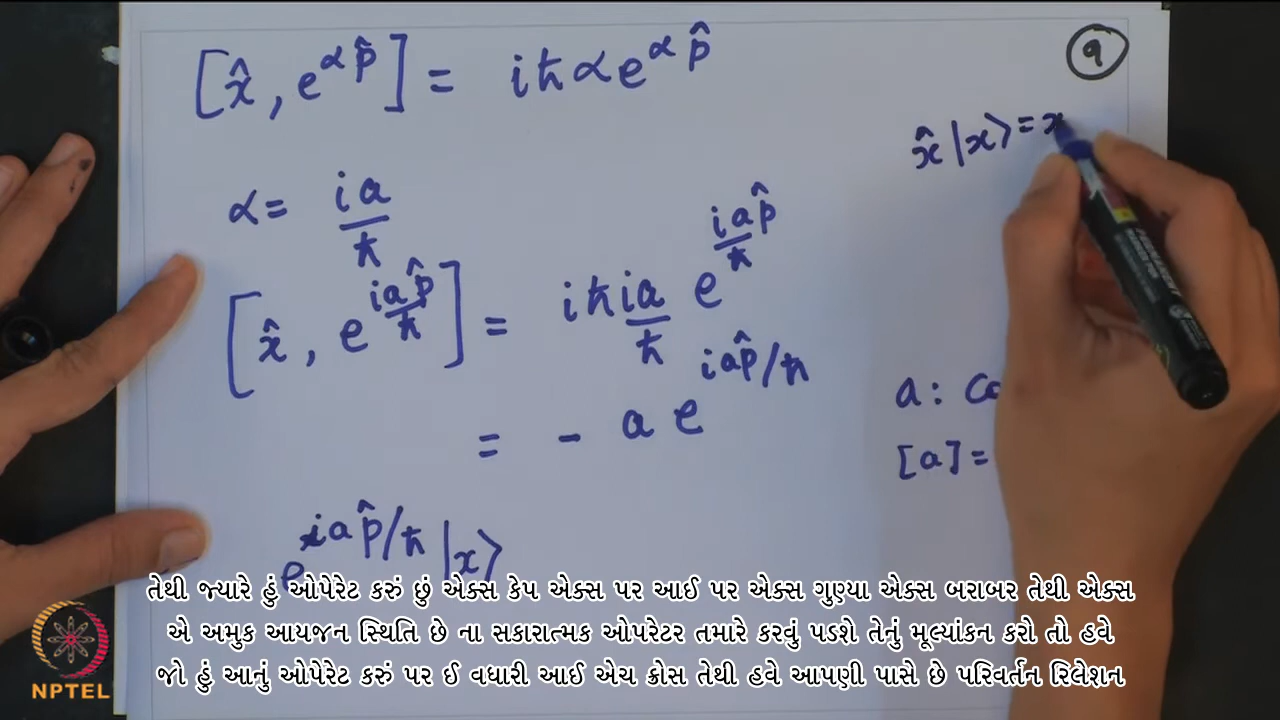 9
[x̂, e^{αp̂}] = iħαe^{αp̂}
x̂|x⟩ = x
α = ia/ħ
[x̂, e^{iap̂/ħ}] = iħ ia/ħ e^{iap̂/ħ}
= - a e^{iap̂/ħ}
a :
[a] =
e^{iap̂/ħ}|x⟩
તેથી જ્યારે હું ઓપેરેટ કરું છું એક્સ કેપ એક્સ પર આઈ પર એક્સ ગુણ્યા એક્સ બરાબર તેથી એક્સ
એ અમુક આયજન સ્થિતિ છે ના સકારાત્મક ઓપરેટર તમારે કરવું પડશે તેનું મૂલ્યાંકન કરો તો હવે
જો હું આનું ઓપેરેટ કરું પર ઈ વધારી આઈ એચ ક્રોસ તેથી હવે આપણી પાસે છે પરિવર્તન રિલેશન
NPTEL